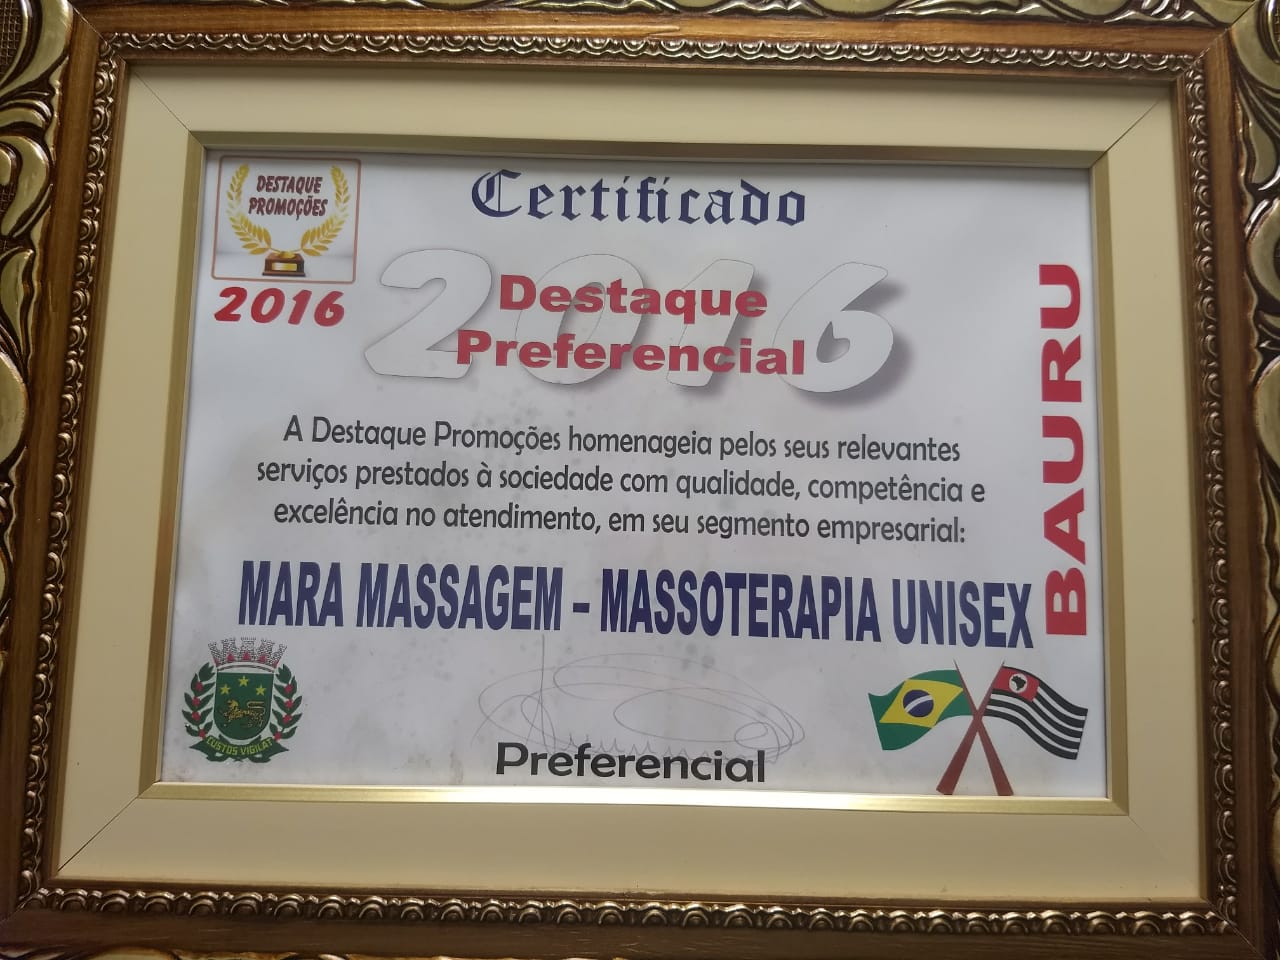 DESTAQUE
PROMOÇÕES
2016
Certificado
2016
Destaque
Preferencial
BAURU
A Destaque Promoções homenageia pelos seus relevantes
serviços prestados à sociedade com qualidade, competência e
excelência no atendimento, em seu segmento empresarial:
MARA MASSAGEM – MASSOTERAPIA UNISEX
CUSTOS VIGILAT
Preferencial